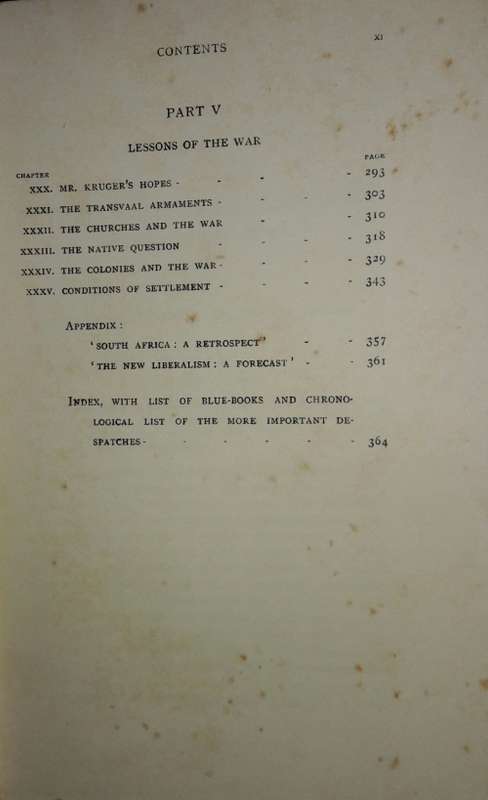 CONTENTS xi
PART V
LESSONS OF THE WAR
CHAPTER PAGE
XXX. MR. KRUGER'S HOPES - - - - 293
XXXI. THE TRANSVAAL ARMAMENTS - - - - 303
XXXII. THE CHURCHES AND THE WAR - - 310
XXXIII. THE NATIVE QUESTION - - - - 318
XXXIV. THE COLONIES AND THE WAR - - - - 329
XXXV. CONDITIONS OF SETTLEMENT - - - - 343
APPENDIX :
'SOUTH AFRICA : A RETROSPECT' - - 357
'THE NEW LIBERALISM : A FORECAST' - - 361
INDEX, WITH LIST OF BLUE-BOOKS AND CHRONO-
LOGICAL LIST OF THE MORE IMPORTANT DE-
SPATCHES - - - - - - 364